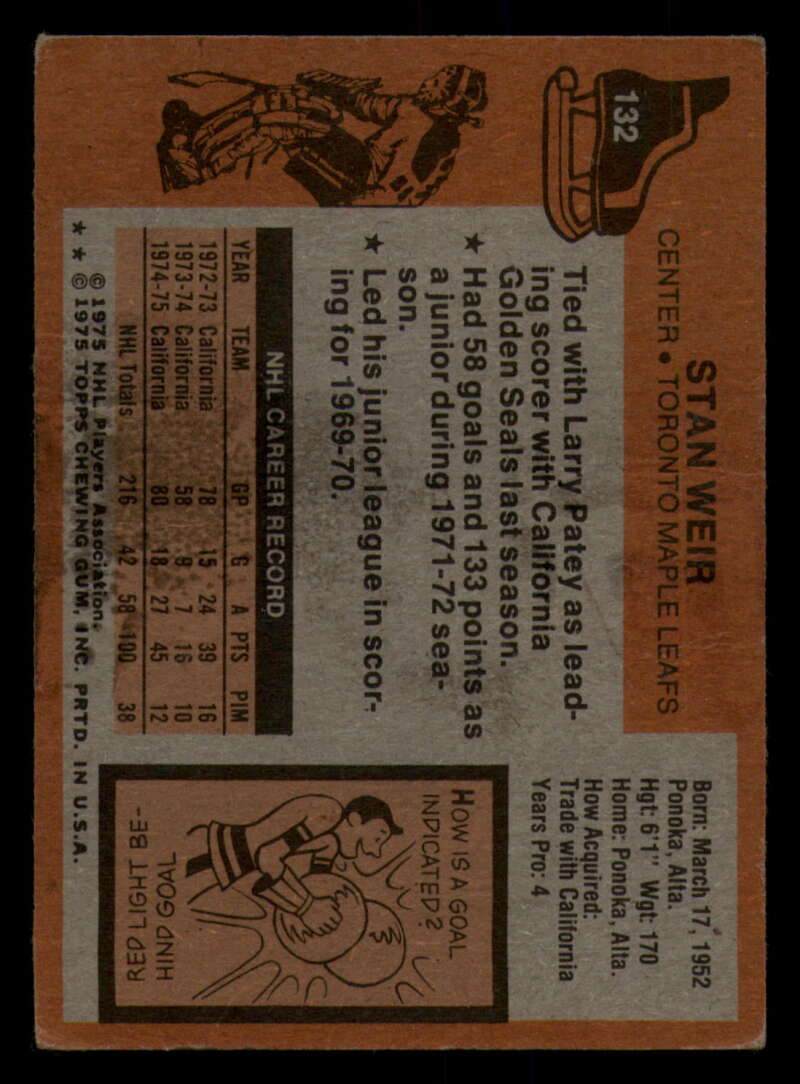 132
STAN WEIR
CENTER • TORONTO MAPLE LEAFS
Born: March 17, 1952
Ponoka, Alta.
Hgt: 6'1" Wgt: 170
Home: Ponoka, Alta.
How Acquired:
Trade with California
Years Pro: 4
Tied with Larry Patey as lead-
ing scorer with California
Golden Seals last season.
★ Had 58 goals and 133 points as
a junior during 1971-72 sea-
son.
★ Led his junior league in scor-
ing for 1969-70.
NHL CAREER RECORD
YEAR TEAM GP G A PTS PIM
1972-73 California 78 15 24 39 16
1973-74 California 58 9 7 16 10
1974-75 California 80 18 27 45 12
NHL Totals 216 42 58 100 38
HOW IS A GOAL
INDICATED?
RED LIGHT BE-
HIND GOAL
© 1975 NHL Players Association.
★ ★ © 1975 TOPPS CHEWING GUM, INC. PRTD. IN U.S.A.